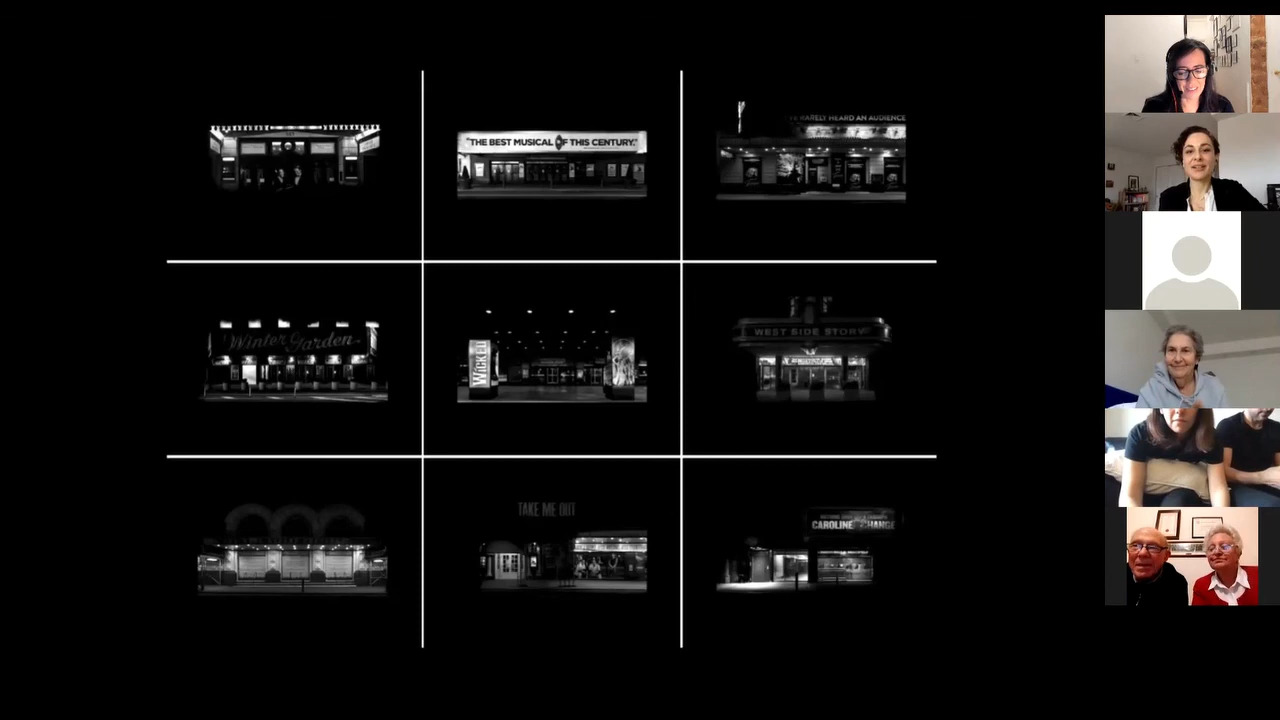 "THE BEST MUSICAL OF THIS CENTURY."
RARELY HEARD AN AUDIENCE
Winter Garden
WICKED
WEST SIDE STORY
TAKE ME OUT
CAROLINE
CHANGE